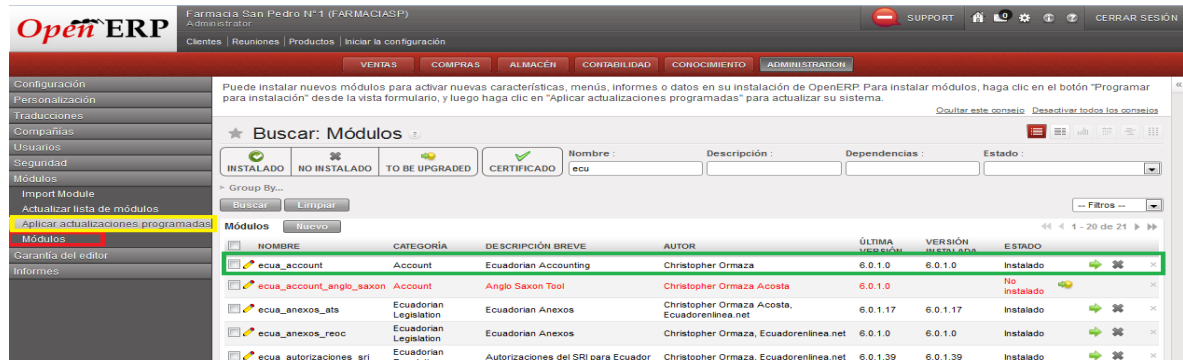 Open ERP
Farmacia San Pedro N°1 (FARMACIASP)
Administrator
Clientes | Reuniones | Productos | Iniciar la configuración
SUPPORT
CERRAR SESIÓN
VENTAS COMPRAS ALMACÉN CONTABILIDAD CONOCIMIENTO ADMINISTRATION
Configuración
Personalización
Traducciones
Compañías
Usuarios
Seguridad
Módulos
Import Module
Actualizar lista de módulos
Aplicar actualizaciones programadas
Módulos
Garantía del editor
Informes
Puede instalar nuevos módulos para activar nuevas características, menús, informes o datos en su instalación de OpenERP. Para instalar módulos, haga clic en el botón "Programar
para instalación" desde la vista formulario, y luego haga clic en "Aplicar actualizaciones programadas" para actualizar su sistema.
Ocultar este consejo Desactivar todos los consejos
Buscar: Módulos ?
INSTALADO NO INSTALADO TO BE UPGRADED CERTIFICADO
Nombre : Descripción : Dependencias : Estado :
ecu
Group By...
Buscar Limpiar
-- Filtros --
Módulos Nuevo
1 - 20 de 21
NOMBRE CATEGORÍA DESCRIPCIÓN BREVE AUTOR ÚLTIMA VERSIÓN VERSIÓN INSTALADA ESTADO
ecua_account Account Ecuadorian Accounting Christopher Ormaza 6.0.1.0 6.0.1.0 Instalado
ecua_account_anglo_saxon Account Anglo Saxon Tool Christopher Ormaza Acosta 6.0.1.0 No instalado
ecua_anexos_ats Ecuadorian Legislation Ecuadorian Anexos Christopher Ormaza Acosta, Ecuadorenlinea.net 6.0.1.17 6.0.1.17 Instalado
ecua_anexos_reoc Ecuadorian Legislation Ecuadorian Anexos Christopher Ormaza, Ecuadorenlinea.net 6.0.1.0 6.0.1.0 Instalado
ecua_autorizaciones_sri Ecuadorian Autorizaciones del SRI para Ecuador Christopher Ormaza, Ecuadorenlinea.net 6.0.1.39 6.0.1.39 Instalado